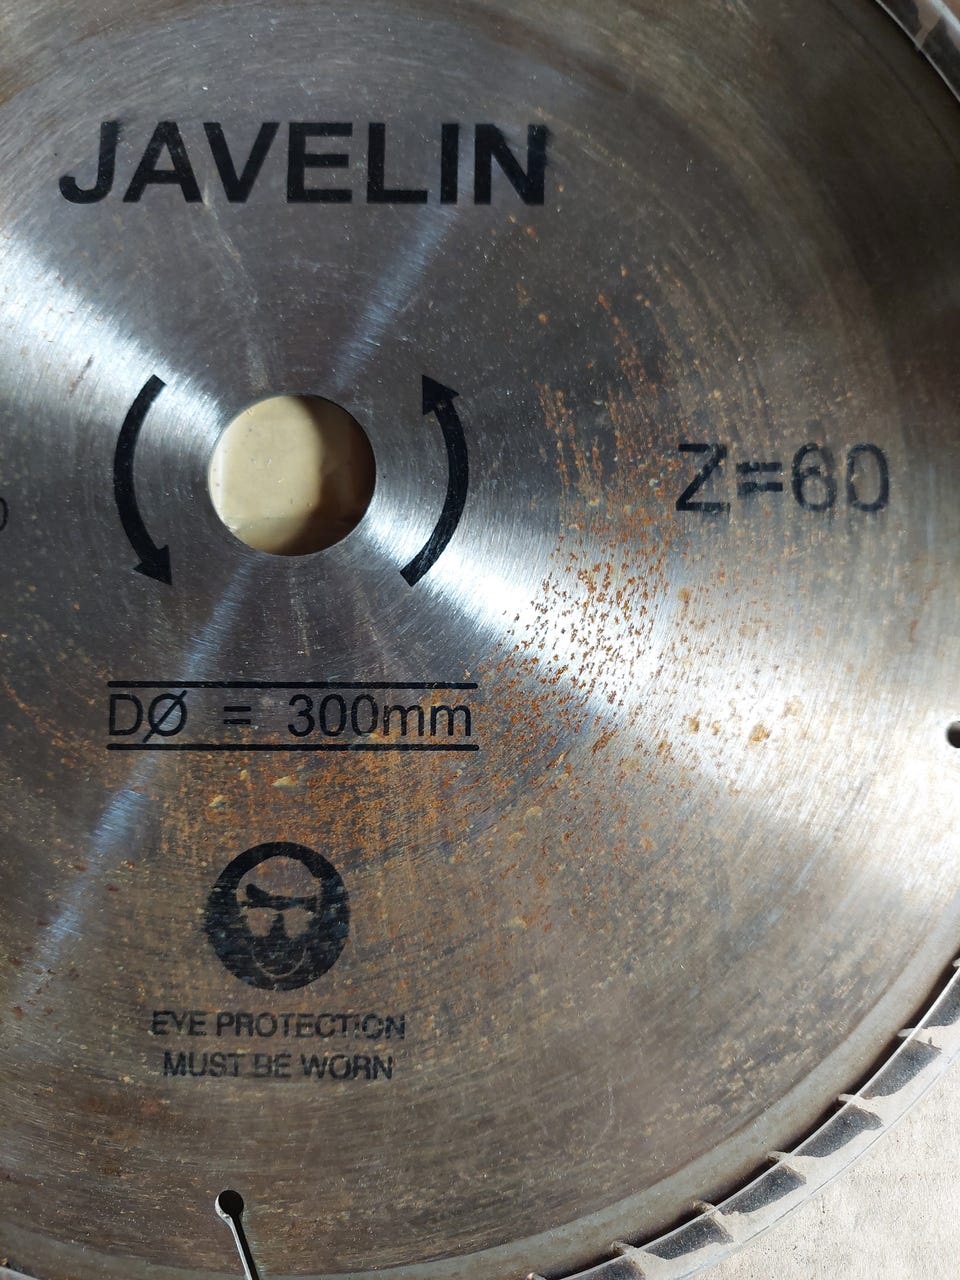 JAVELIN
Z=60
DØ = 300mm
EYE PROTECTION
MUST BE WORN